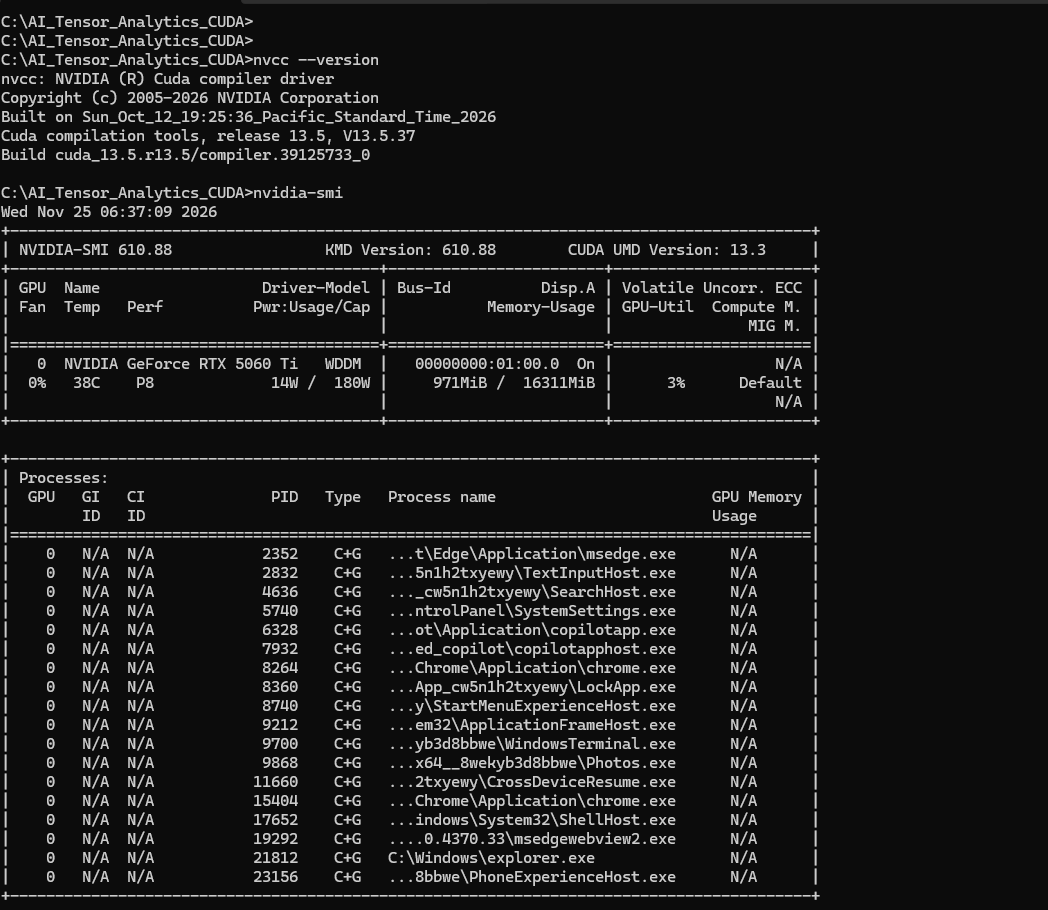 C:\AI_Tensor_Analytics_CUDA>
C:\AI_Tensor_Analytics_CUDA>
C:\AI_Tensor_Analytics_CUDA>nvcc --version
nvcc: NVIDIA (R) Cuda compiler driver
Copyright (c) 2005-2026 NVIDIA Corporation
Built on Sun_Oct_12_19:25:36_Pacific_Standard_Time_2026
Cuda compilation tools, release 13.5, V13.5.37
Build cuda_13.5.r13.5/compiler.39125733_0

C:\AI_Tensor_Analytics_CUDA>nvidia-smi
Wed Nov 25 06:37:09 2026
+-----------------------------------------------------------------------------------------+
| NVIDIA-SMI 610.88                 KMD Version: 610.88        CUDA UMD Version: 13.3     |
+-----------------------------------------+------------------------+----------------------+
| GPU  Name                  Driver-Model | Bus-Id          Disp.A | Volatile Uncorr. ECC |
| Fan  Temp   Perf          Pwr:Usage/Cap |           Memory-Usage | GPU-Util  Compute M. |
|                                         |                        |               MIG M. |
|=========================================+========================+======================|
|   0  NVIDIA GeForce RTX 5060 Ti   WDDM  |   00000000:01:00.0  On |                  N/A |
|  0%   38C    P8             14W /  180W |     971MiB /  16311MiB |      3%      Default |
|                                         |                        |                  N/A |
+-----------------------------------------+------------------------+----------------------+

+-----------------------------------------------------------------------------------------+
| Processes:                                                                              |
|  GPU   GI   CI              PID   Type   Process name                        GPU Memory |
|        ID   ID                                                               Usage      |
|=========================================================================================|
|    0   N/A  N/A            2352    C+G   ...t\Edge\Application\msedge.exe      N/A      |
|    0   N/A  N/A            2832    C+G   ...5n1h2txyewy\TextInputHost.exe      N/A      |
|    0   N/A  N/A            4636    C+G   ..._cw5n1h2txyewy\SearchHost.exe      N/A      |
|    0   N/A  N/A            5740    C+G   ...ntrolPanel\SystemSettings.exe      N/A      |
|    0   N/A  N/A            6328    C+G   ...ot\Application\copilotapp.exe      N/A      |
|    0   N/A  N/A            7932    C+G   ...ed_copilot\copilotapphost.exe      N/A      |
|    0   N/A  N/A            8264    C+G   ...Chrome\Application\chrome.exe      N/A      |
|    0   N/A  N/A            8360    C+G   ...App_cw5n1h2txyewy\LockApp.exe      N/A      |
|    0   N/A  N/A            8740    C+G   ...y\StartMenuExperienceHost.exe      N/A      |
|    0   N/A  N/A            9212    C+G   ...em32\ApplicationFrameHost.exe      N/A      |
|    0   N/A  N/A            9700    C+G   ...yb3d8bbwe\WindowsTerminal.exe      N/A      |
|    0   N/A  N/A            9868    C+G   ...x64__8wekyb3d8bbwe\Photos.exe      N/A      |
|    0   N/A  N/A           11660    C+G   ...2txyewy\CrossDeviceResume.exe      N/A      |
|    0   N/A  N/A           15404    C+G   ...Chrome\Application\chrome.exe      N/A      |
|    0   N/A  N/A           17652    C+G   ...indows\System32\ShellHost.exe      N/A      |
|    0   N/A  N/A           19292    C+G   ....0.4370.33\msedgewebview2.exe      N/A      |
|    0   N/A  N/A           21812    C+G   C:\Windows\explorer.exe               N/A      |
|    0   N/A  N/A           23156    C+G   ...8bbwe\PhoneExperienceHost.exe      N/A      |
+-----------------------------------------------------------------------------------------+